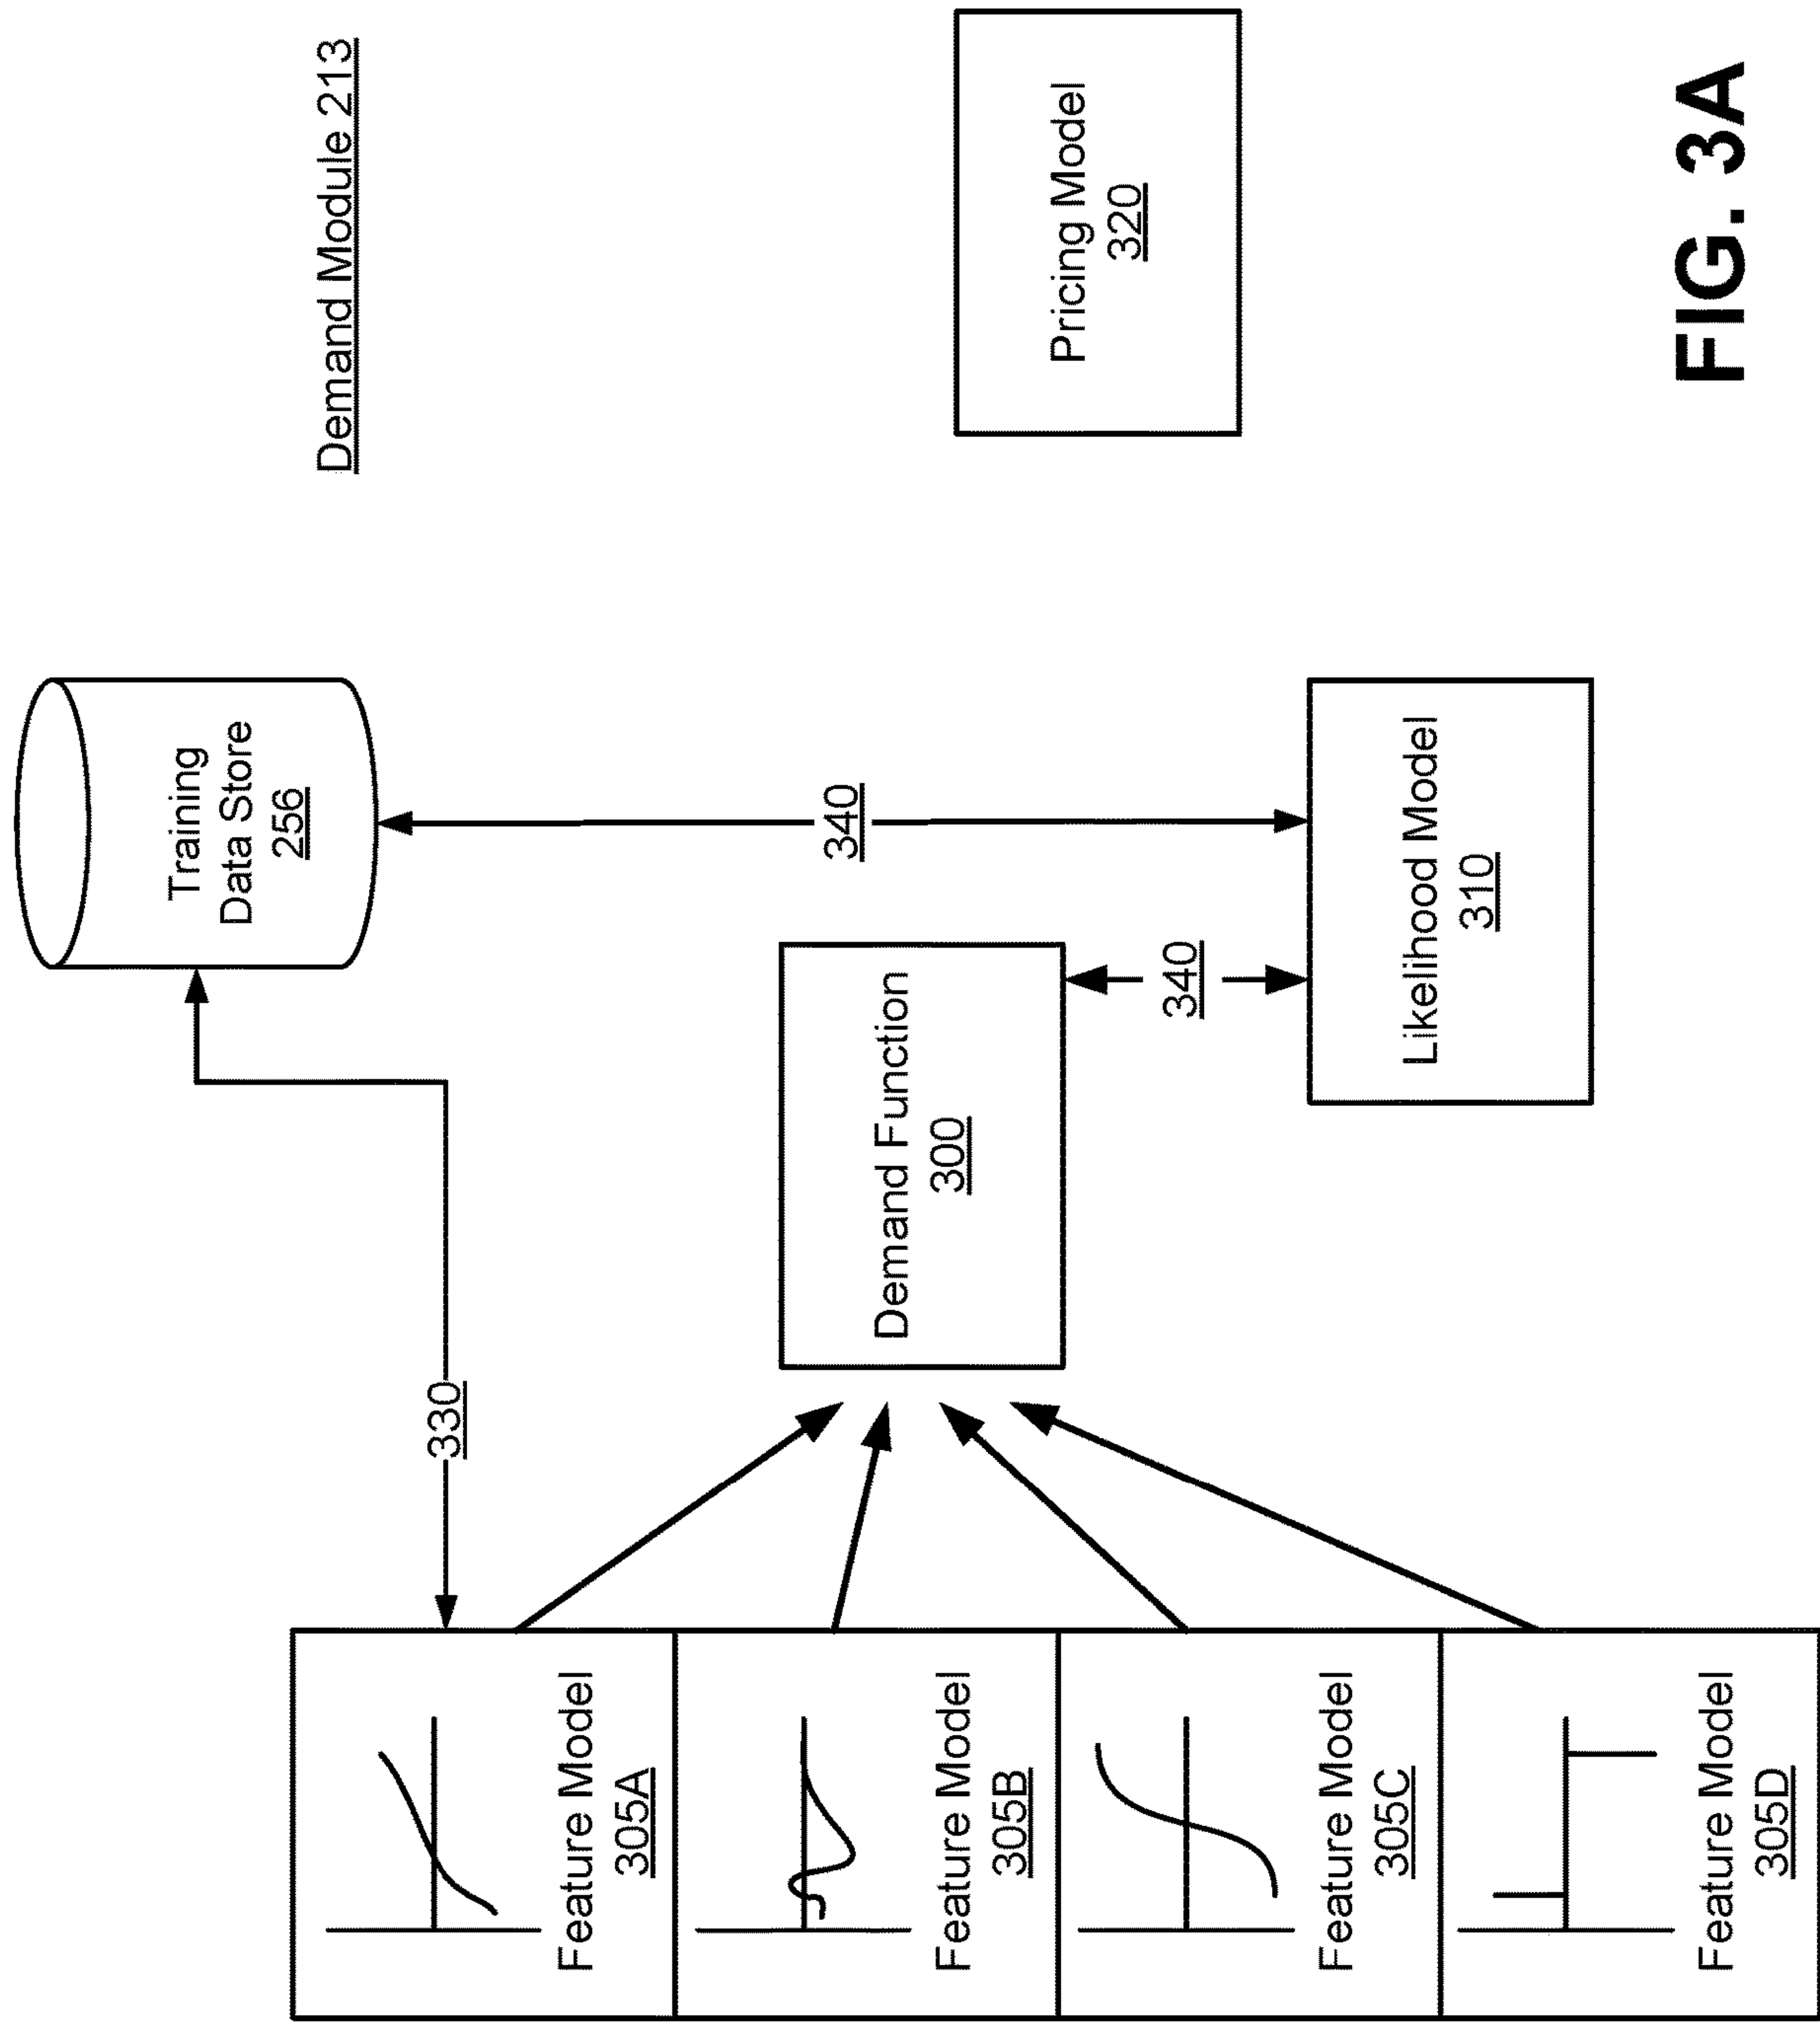 Demand Module 213
Training
Data Store
256
330
Feature Model
305A
Feature Model
305B
Feature Model
305C
Feature Model
305D
Demand Function
300
340
340
Likelihood Model
310
Pricing Model
320
FIG. 3A